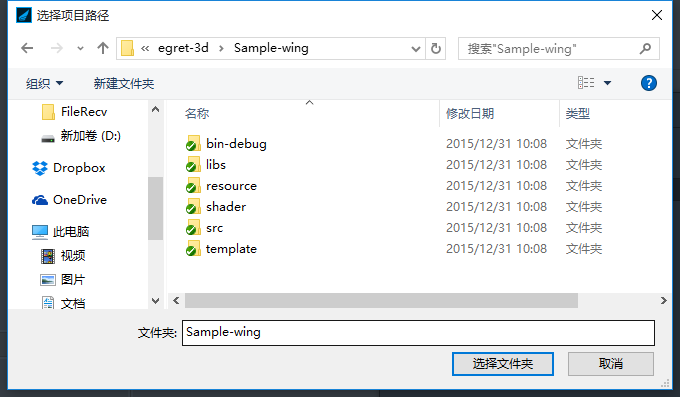 选择项目路径
« egret-3d › Sample-wing
搜索"Sample-wing"
组织 新建文件夹
名称 修改日期 类型
FileRecv
新加卷 (D:)
Dropbox
OneDrive
此电脑
视频
图片
文档
bin-debug 2015/12/31 10:08 文件夹
libs 2015/12/31 10:08 文件夹
resource 2015/12/31 10:08 文件夹
shader 2015/12/31 10:08 文件夹
src 2015/12/31 10:08 文件夹
template 2015/12/31 10:08 文件夹
文件夹: Sample-wing
选择文件夹 取消